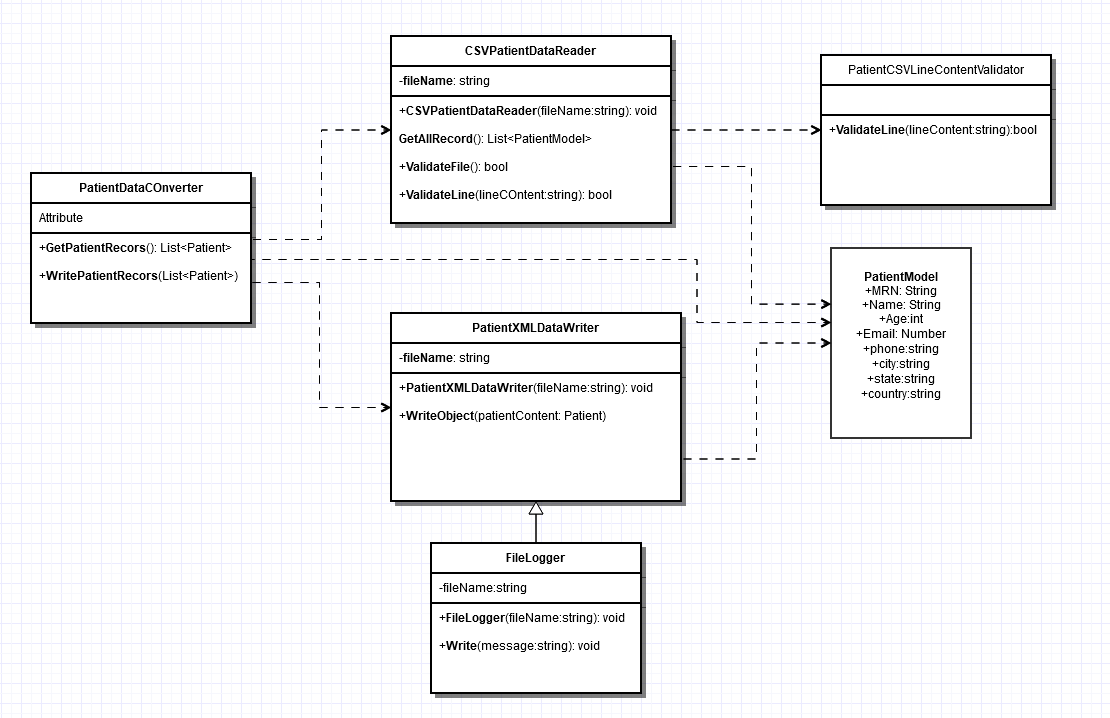 CSVPatientDataReader
-fileName: string
+CSVPatientDataReader(fileName:string): void
GetAllRecord(): List<PatientModel>
+ValidateFile(): bool
+ValidateLine(lineCOntent:string): bool
PatientCSVLineContentValidator
+ValidateLine(lineContent:string):bool
PatientDataCOnverter
Attribute
+GetPatientRecors(): List<Patient>
+WritePatientRecors(List<Patient>)
PatientModel
+MRN: String
+Name: String
+Age:int
+Email: Number
+phone:string
+city:string
+state:string
+country:string
PatientXMLDataWriter
-fileName: string
+PatientXMLDataWriter(fileName:string): void
+WriteObject(patientContent: Patient)
FileLogger
-fileName:string
+FileLogger(fileName:string): void
+Write(message:string): void